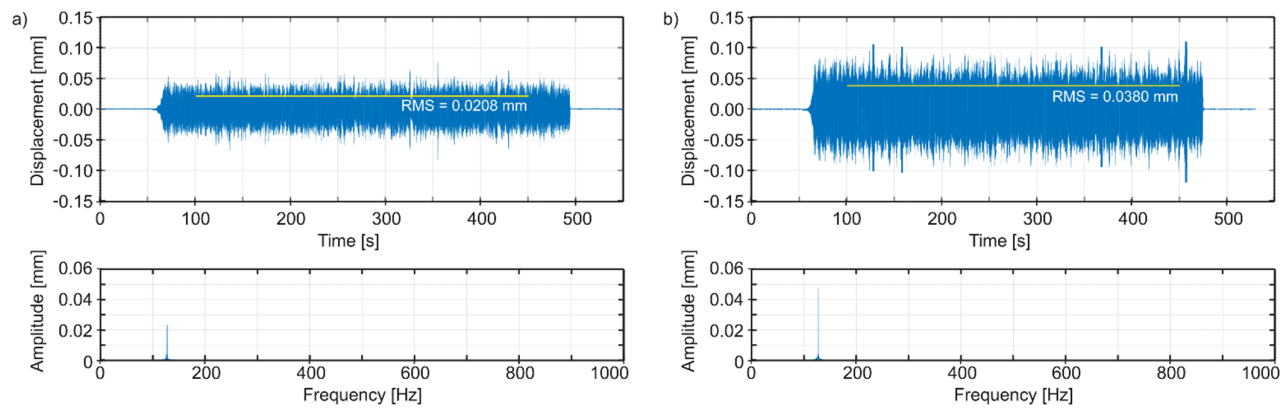 a)
Displacement [mm]
0.15
0.10
0.05
0.00
-0.05
-0.10
-0.15
RMS = 0.0208 mm
0 100 200 300 400 500
Time [s]
Amplitude [mm]
0.06
0.04
0.02
0
0 200 400 600 800 1000
Frequency [Hz]
b)
Displacement [mm]
0.15
0.10
0.05
0.00
-0.05
-0.10
-0.15
RMS = 0.0380 mm
0 100 200 300 400 500
Time [s]
Amplitude [mm]
0.06
0.04
0.02
0
0 200 400 600 800 1000
Frequency [Hz]